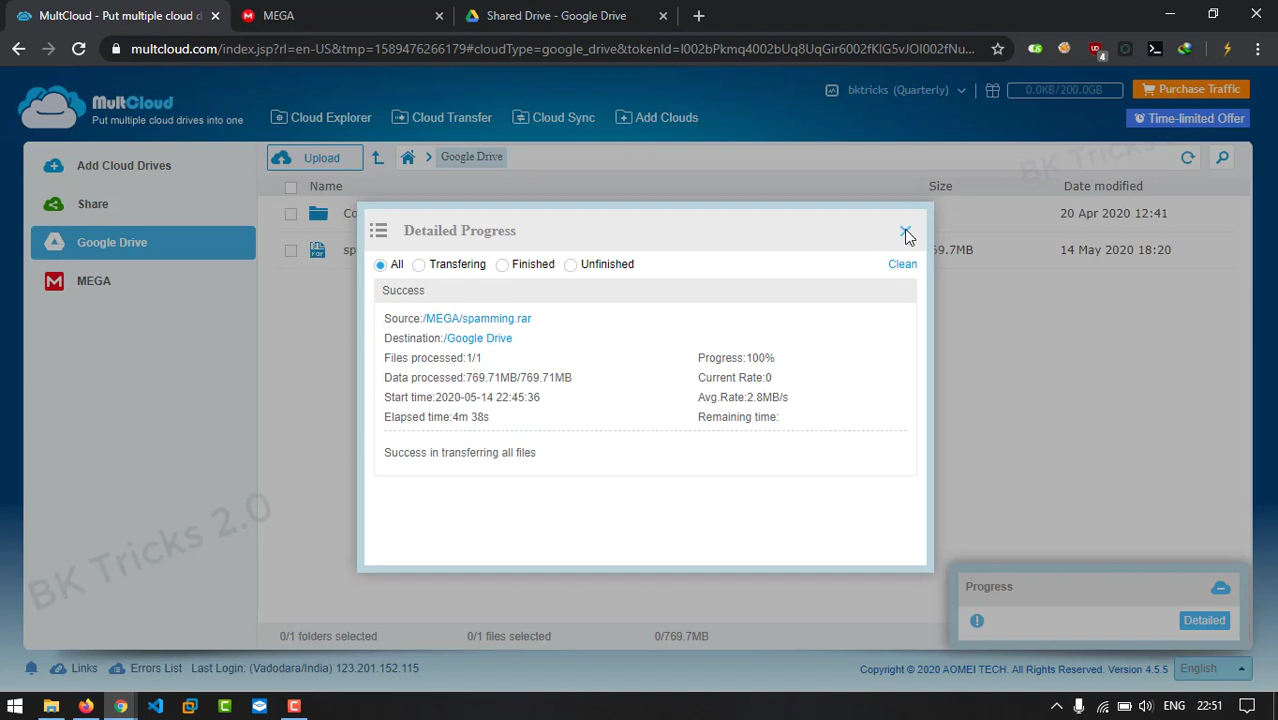 MultCloud - Put multiple cloud d
MEGA
Shared Drive - Google Drive
multcloud.com/index.jsp?rl=en-US&tmp=1589476266179#cloudType=google_drive&tokenId=I002bPkmq4002bUq8UqGir6002fKIG5vJOI002fNu...
4
MultCloud
Put multiple cloud drives into one
Cloud Explorer
Cloud Transfer
Cloud Sync
Add Clouds
bktricks (Quarterly)
0.0KB/200.0GB
Purchase Traffic
Time-limited Offer
Add Cloud Drives
Share
Google Drive
MEGA
Upload
Google Drive
BK Tricks
Name
Size
Date modified
Co
20 Apr 2020 12:41
sp
69.7MB
14 May 2020 18:20
Detailed Progress
All
Transfering
Finished
Unfinished
Clean
Success
Source:/MEGA/spamming.rar
Destination:/Google Drive
Files processed:1/1
Progress:100%
Data processed:769.71MB/769.71MB
Current Rate:0
Start time:2020-05-14 22:45:36
Avg.Rate:2.8MB/s
Elapsed time:4m 38s
Remaining time:
Success in transferring all files
BK Tricks 2.0
Progress
Detailed
0/1 folders selected
0/1 files selected
0/769.7MB
Links
Errors List
Last Login: (Vadodara/India) 123.201.152.115
Copyright © 2020 AOMEI TECH. All Rights Reserved. Version 4.5.5
English
ENG
22:51